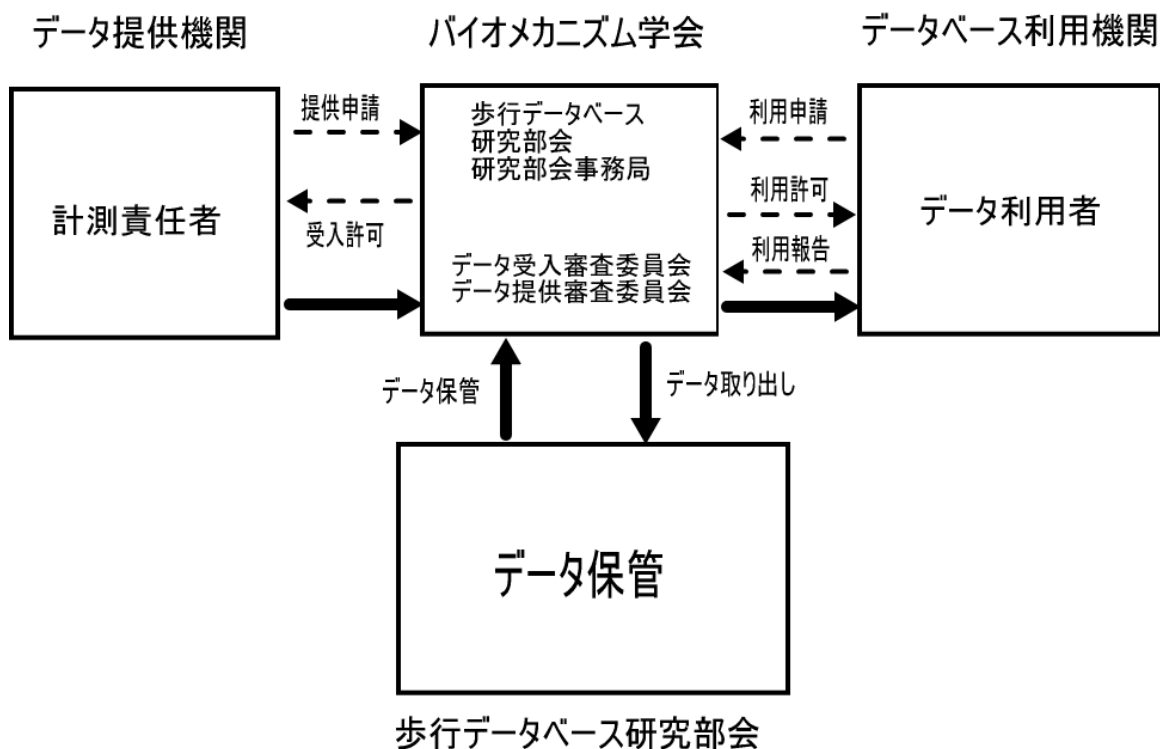 データ提供機関
バイオメカニズム学会
データベース利用機関
提供申請
歩行データベース
研究部会
研究部会事務局
利用申請
計測責任者
利用許可
データ利用者
受入許可
利用報告
データ受入審査委員会
データ提供審査委員会
データ保管
データ取り出し
データ保管
歩行データベース研究部会